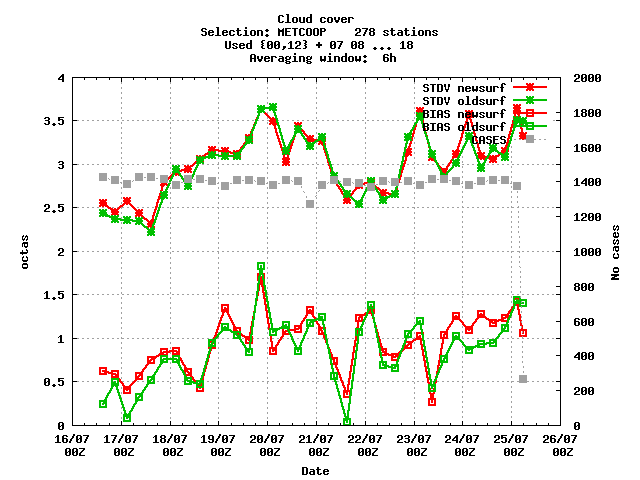 Cloud cover
Selection: METCOOP    278 stations
Used {00,12} + 07 08 ... 18
Averaging window:  6h
STDV newsurf
STDV oldsurf
BIAS newsurf
BIAS oldsurf
CASES
4
3.5
3
2.5
2
1.5
1
0.5
0
octas
2000
1800
1600
1400
1200
1000
800
600
400
200
0
No cases
16/07 17/07 18/07 19/07 20/07 21/07 22/07 23/07 24/07 25/07 26/07
00Z 00Z 00Z 00Z 00Z 00Z 00Z 00Z 00Z 00Z 00Z
Date